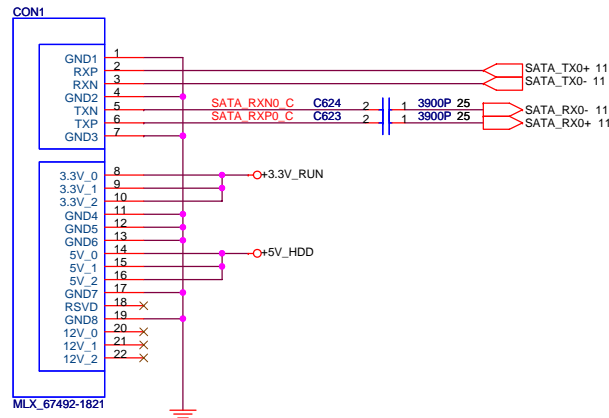 CON1
GND1 1
RXP 2 SATA_TX0+ 11
RXN 3 SATA_TX0- 11
GND2 4
TXN 5 SATA_RXN0_C C624 2 1 3900P 25 SATA_RX0- 11
TXP 6 SATA_RXP0_C C623 2 1 3900P 25 SATA_RX0+ 11
GND3 7
3.3V_0 8 +3.3V_RUN
3.3V_1 9
3.3V_2 10
GND4 11
GND5 12
GND6 13
5V_0 14 +5V_HDD
5V_1 15
5V_2 16
GND7 17
RSVD 18
GND8 19
12V_0 20
12V_1 21
12V_2 22
MLX_67492-1821